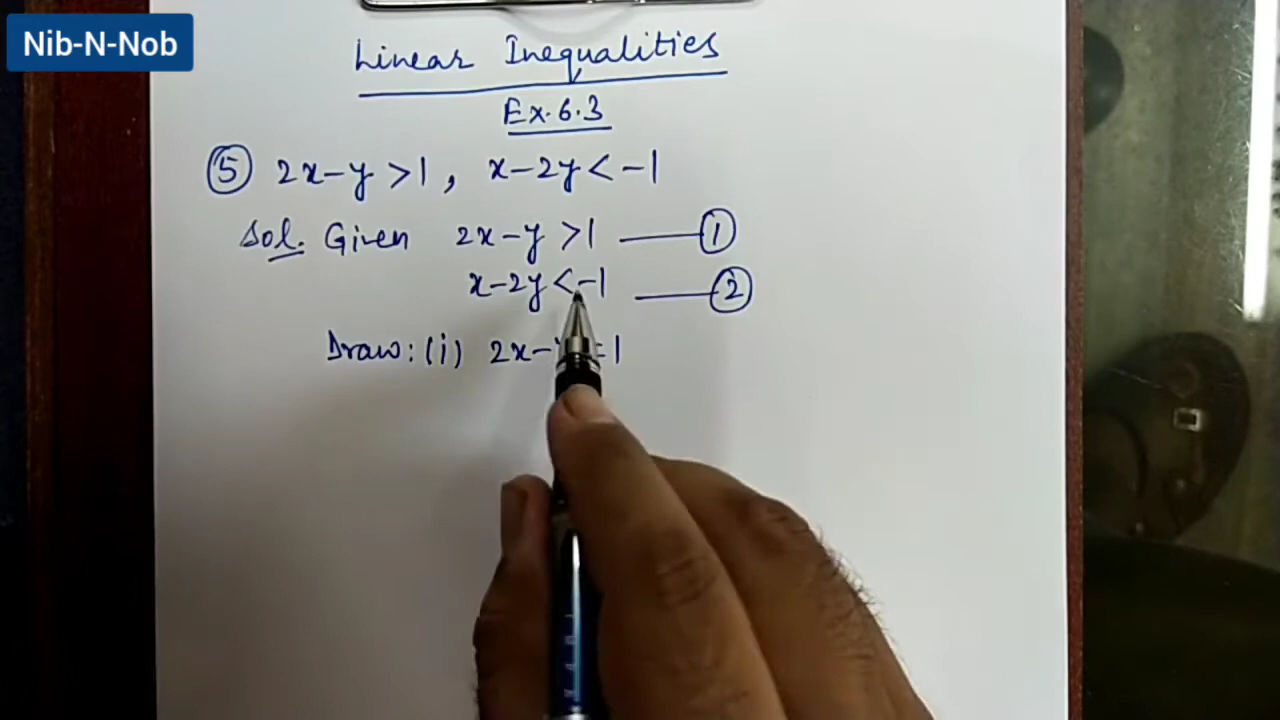 Nib-N-Nob
Linear Inequalities
Ex. 6.3
⑤ 2x-y >1, x-2y < -1
Sol. Given 2x-y >1 —— ①
x-2y < -1 —— ②
Draw: (i) 2x-y =1